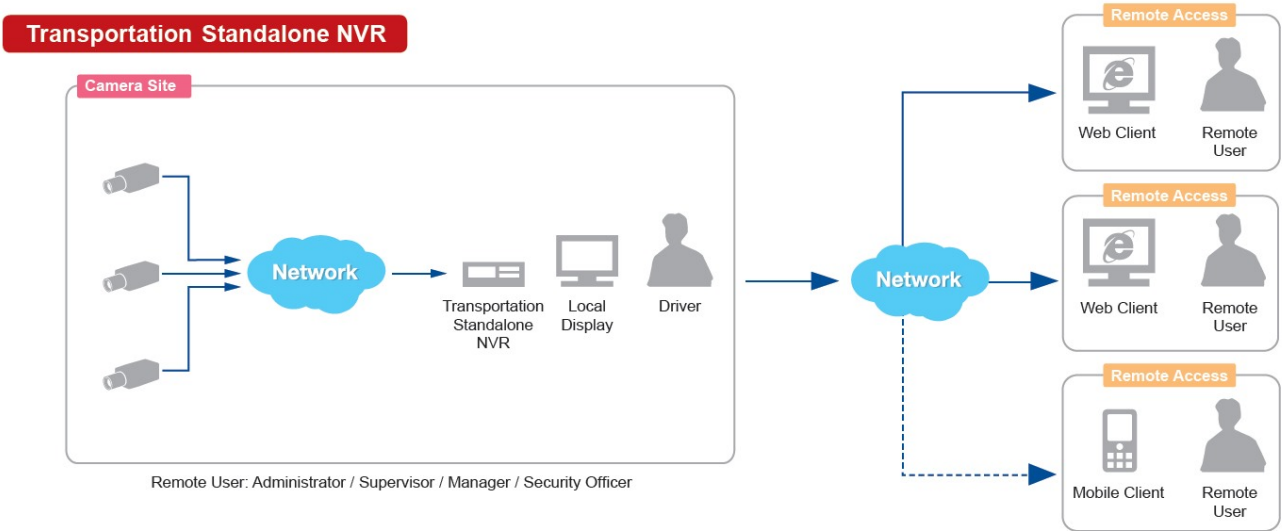 Transportation Standalone NVR
Camera Site
Network
Transportation
Standalone
NVR
Local
Display
Driver
Remote User: Administrator / Supervisor / Manager / Security Officer
Network
Remote Access
Web Client
Remote
User
Remote Access
Web Client
Remote
User
Remote Access
Mobile Client
Remote
User